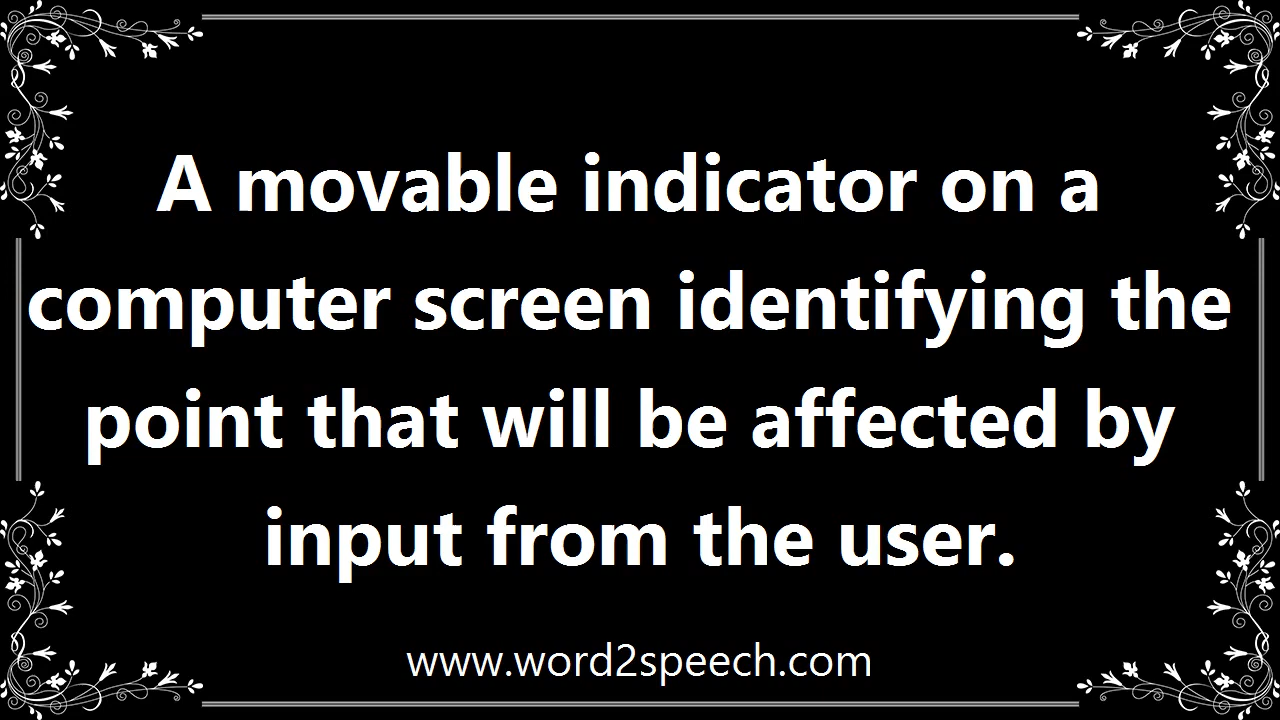 A movable indicator on a
computer screen identifying the
point that will be affected by
input from the user.
www.word2speech.com